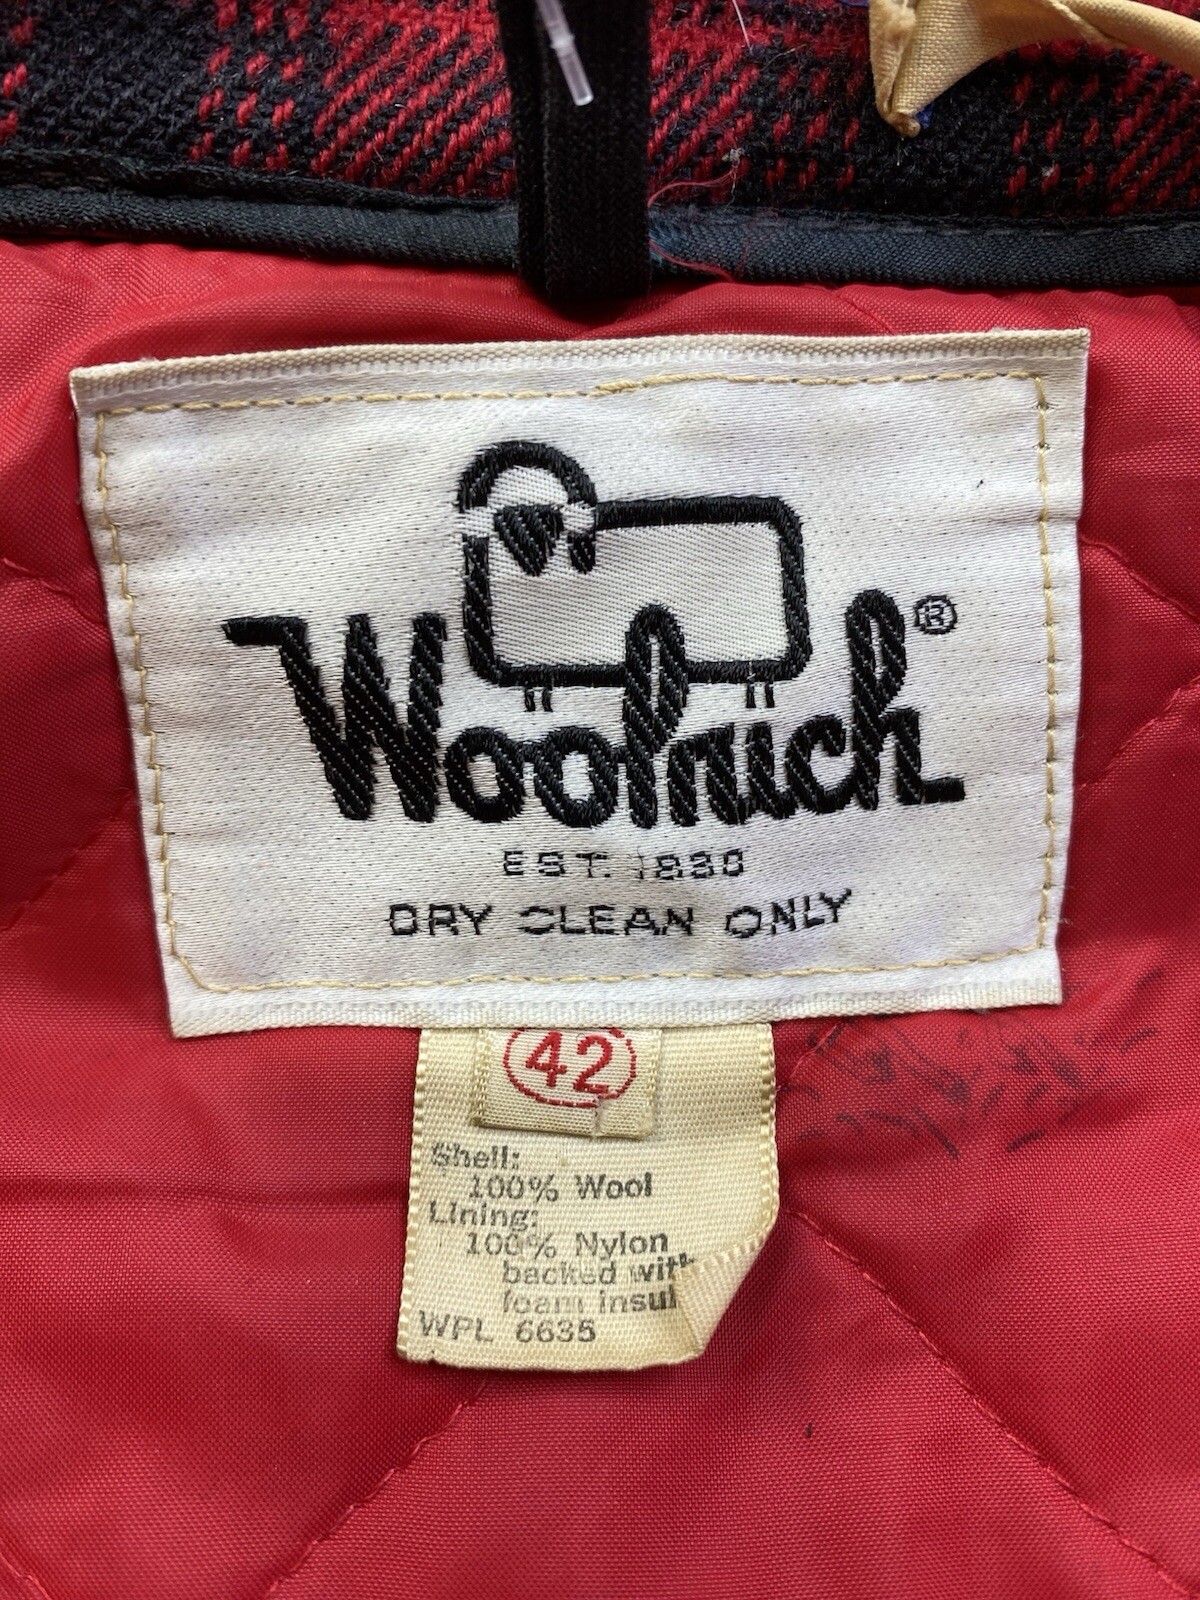 Woolrich®
EST. 1830
DRY CLEAN ONLY
42
Shell:
100% Wool
Lining:
100% Nylon
backed with
foam insul
WPL 6635